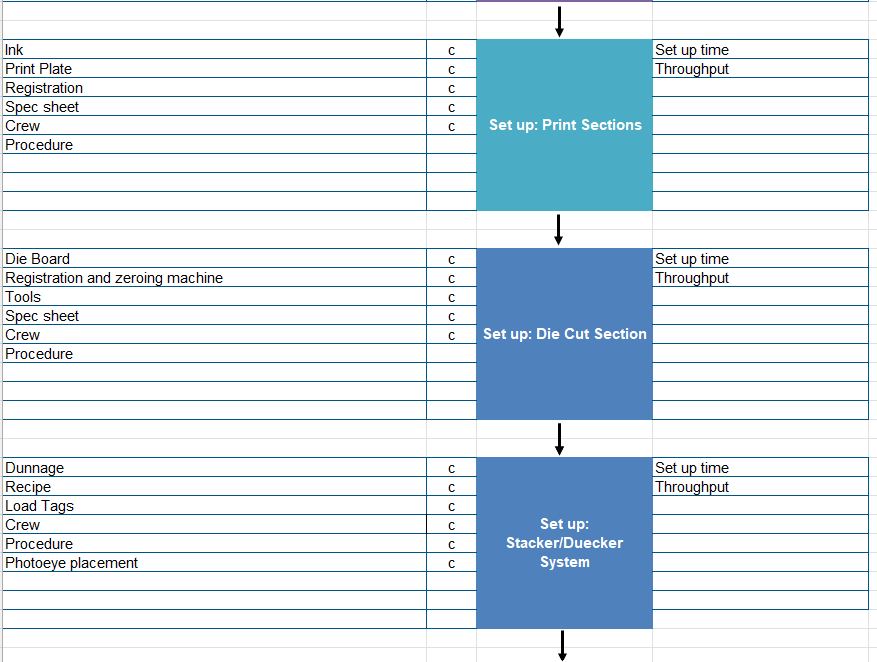 Ink c Set up time
Print Plate c Throughput
Registration c
Spec sheet c
Crew c Set up: Print Sections
Procedure
Die Board c Set up time
Registration and zeroing machine c Throughput
Tools c
Spec sheet c
Crew c Set up: Die Cut Section
Procedure
Dunnage c Set up time
Recipe c Throughput
Load Tags c
Crew c Set up:
Procedure c Stacker/Duecker
Photoeye placement c System